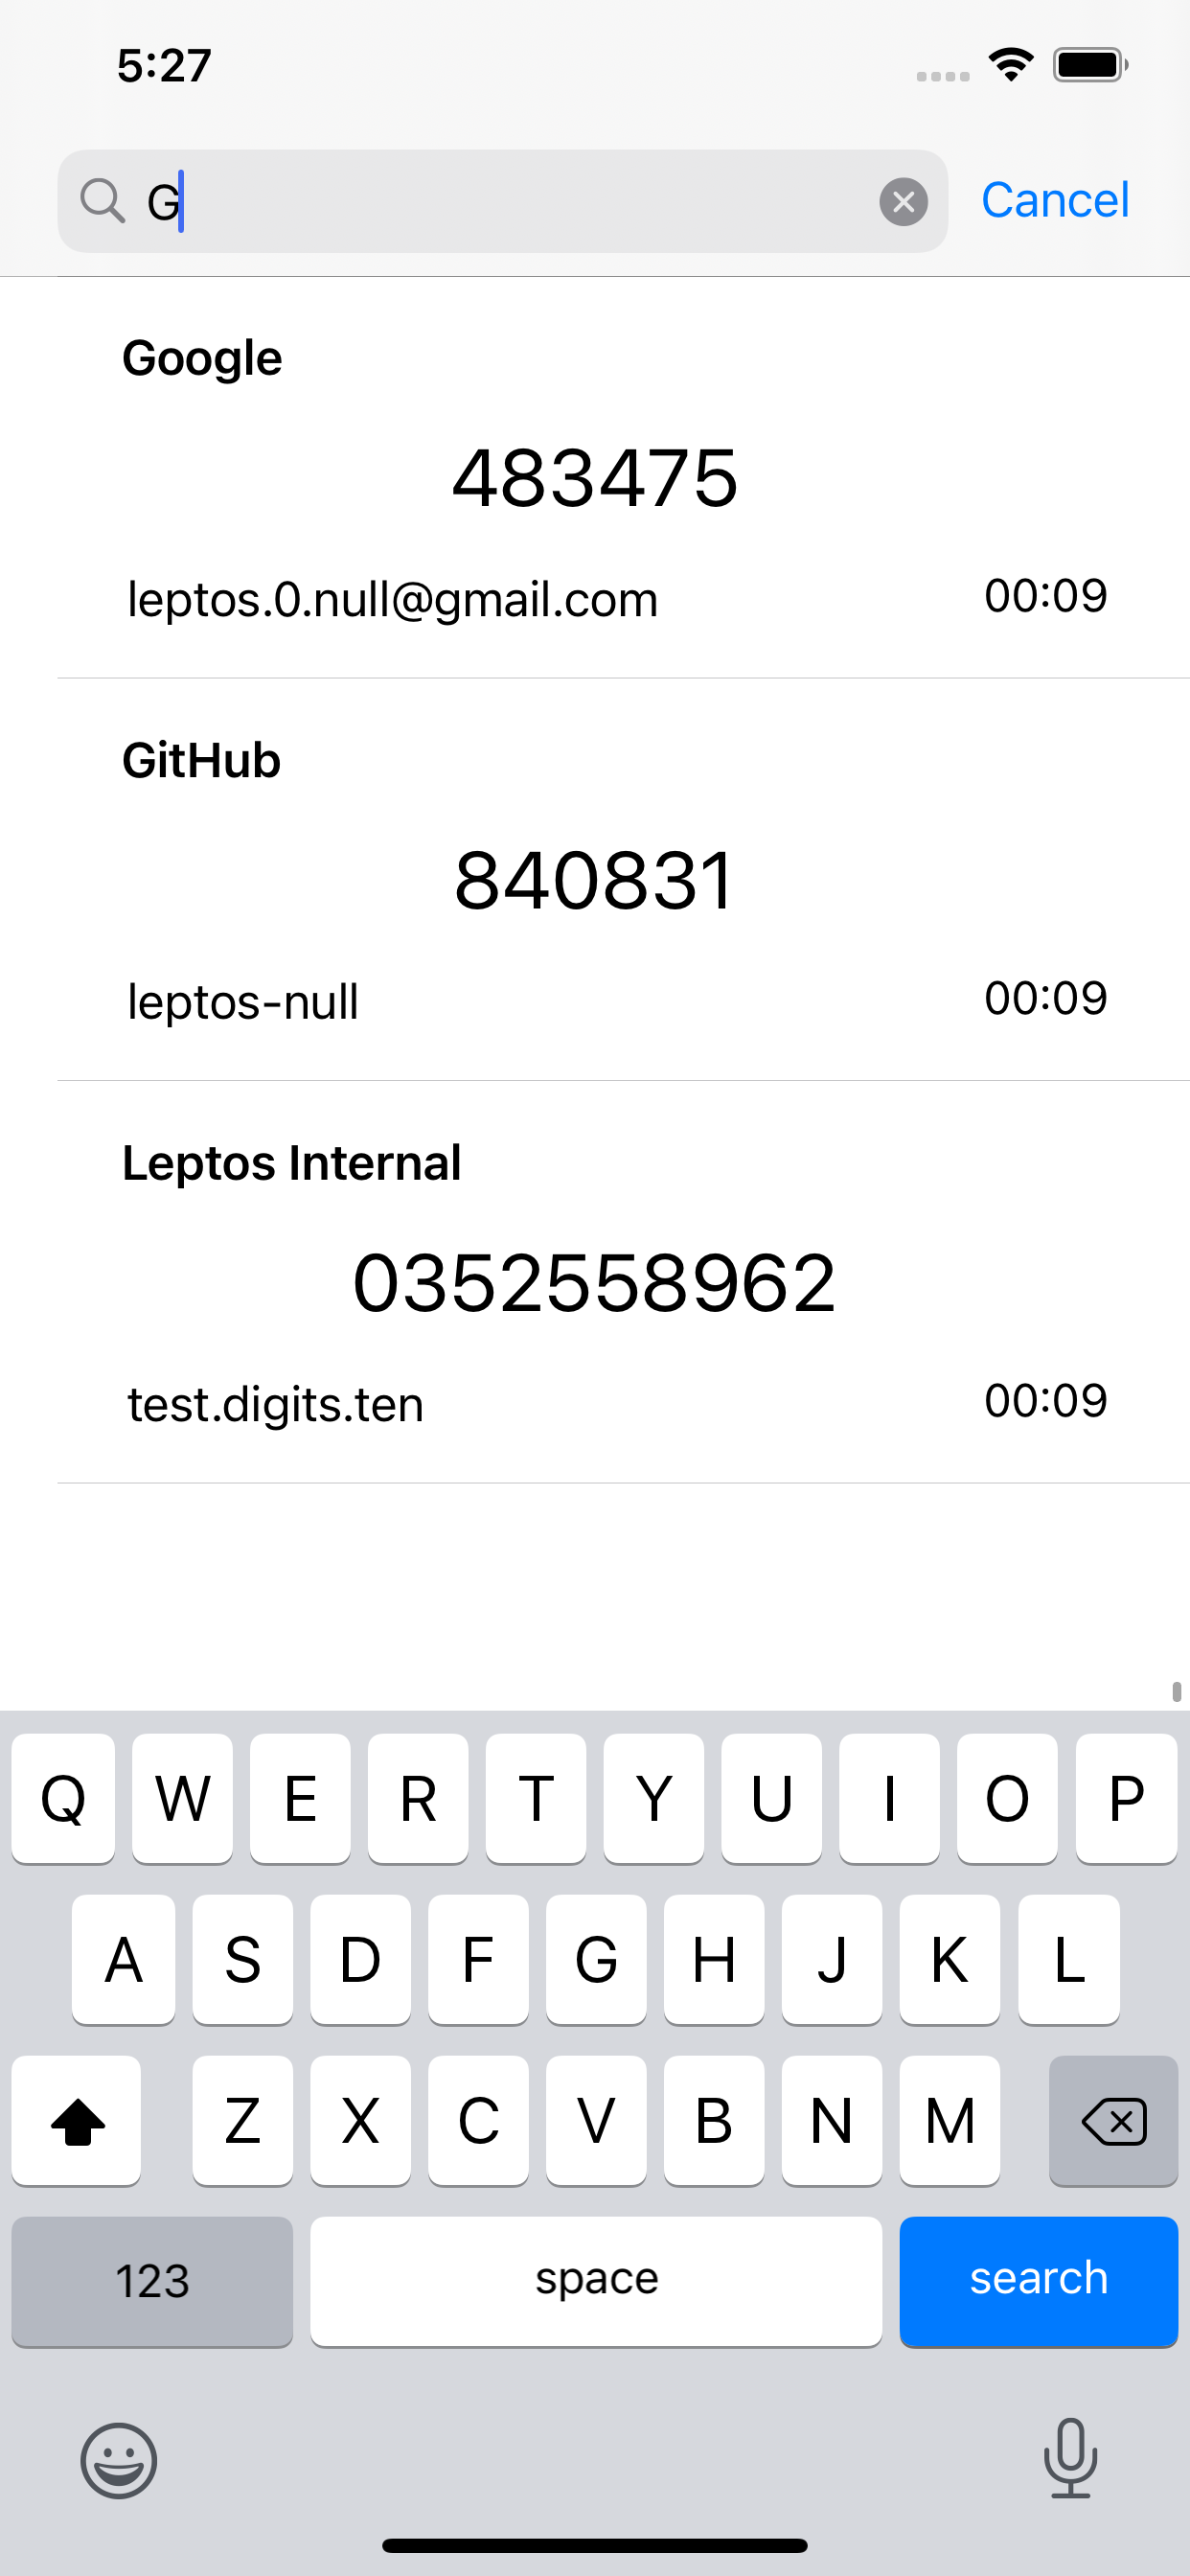 5:27
G
Cancel
Google
483475
leptos.0.null@gmail.com 00:09
GitHub
840831
leptos-null 00:09
Leptos Internal
0352558962
test.digits.ten 00:09
Q W E R T Y U I O P
A S D F G H J K L
Z X C V B N M
123 space search